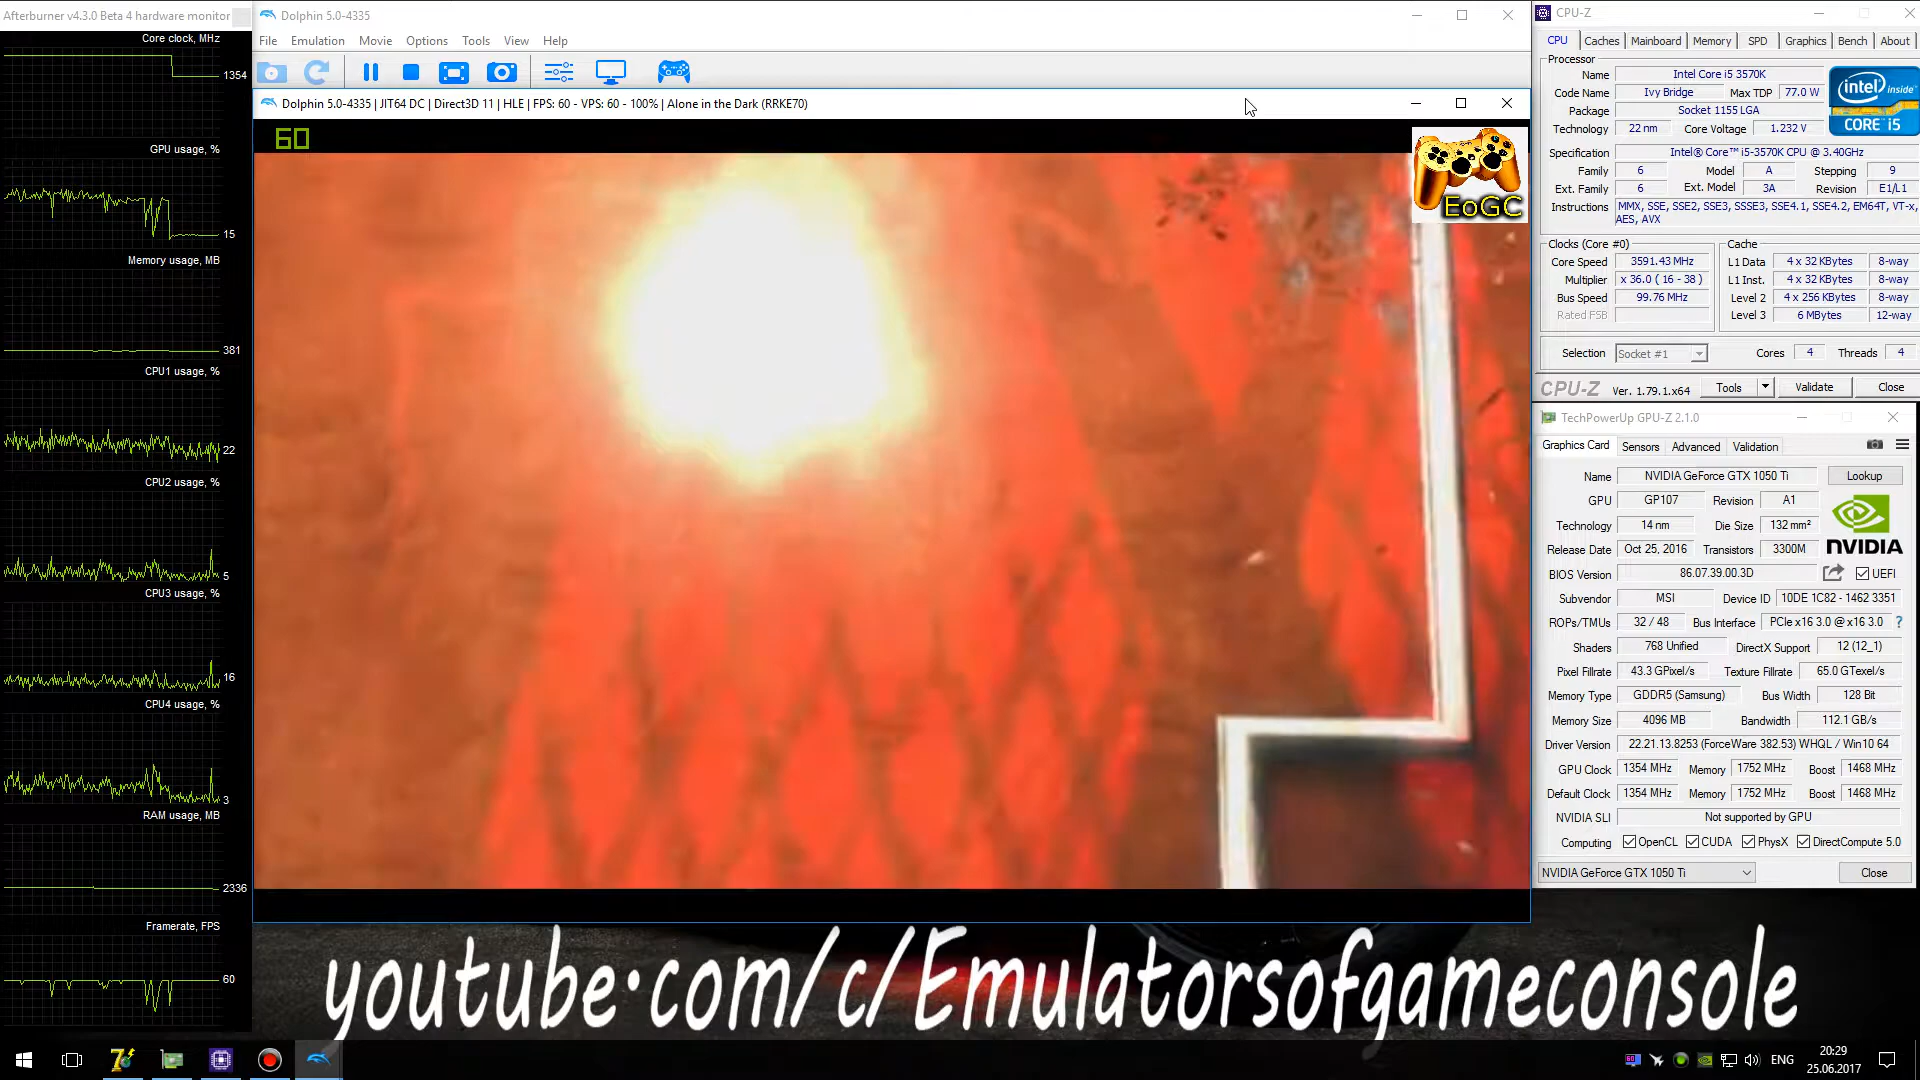 Afterburner v4.3.0 Beta 4 hardware monitor
Core clock, MHz
1354
GPU usage, %
15
Memory usage, MB
381
CPU1 usage, %
22
CPU2 usage, %
5
CPU3 usage, %
16
CPU4 usage, %
3
RAM usage, MB
2336
Framerate, FPS
60
Dolphin 5.0-4335
File Emulation Movie Options Tools View Help
Dolphin 5.0-4335 | JIT64 DC | Direct3D 11 | HLE | FPS: 60 - VPS: 60 - 100% | Alone in the Dark (RRKE70)
60
EoGC
CPU-Z
CPU Caches Mainboard Memory SPD Graphics Bench About
Processor
Name Intel Core i5 3570K
Code Name Ivy Bridge Max TDP 77.0 W
Package Socket 1155 LGA
Technology 22 nm Core Voltage 1.232 V
intel inside™
CORE i5
Specification Intel® Core™ i5-3570K CPU @ 3.40GHz
Family 6 Model A Stepping 9
Ext. Family 6 Ext. Model 3A Revision E1/L1
Instructions MMX, SSE, SSE2, SSE3, SSSE3, SSE4.1, SSE4.2, EM64T, VT-x,
AES, AVX
Clocks (Core #0)
Core Speed 3591.43 MHz
Multiplier x 36.0 ( 16 - 38 )
Bus Speed 99.76 MHz
Rated FSB
Cache
L1 Data 4 x 32 KBytes 8-way
L1 Inst. 4 x 32 KBytes 8-way
Level 2 4 x 256 KBytes 8-way
Level 3 6 MBytes 12-way
Selection Socket #1 Cores 4 Threads 4
CPU-Z Ver. 1.79.1.x64 Tools Validate Close
TechPowerUp GPU-Z 2.1.0
Graphics Card Sensors Advanced Validation
Name NVIDIA GeForce GTX 1050 Ti Lookup
GPU GP107 Revision A1
Technology 14 nm Die Size 132 mm²
Release Date Oct 25, 2016 Transistors 3300M
NVIDIA
BIOS Version 86.07.39.00.3D UEFI
Subvendor MSI Device ID 10DE 1C82 - 1462 3351
ROPs/TMUs 32 / 48 Bus Interface PCIe x16 3.0 @ x16 3.0 ?
Shaders 768 Unified DirectX Support 12 (12_1)
Pixel Fillrate 43.3 GPixel/s Texture Fillrate 65.0 GTexel/s
Memory Type GDDR5 (Samsung) Bus Width 128 Bit
Memory Size 4096 MB Bandwidth 112.1 GB/s
Driver Version 22.21.13.8253 (ForceWare 382.53) WHQL / Win10 64
GPU Clock 1354 MHz Memory 1752 MHz Boost 1468 MHz
Default Clock 1354 MHz Memory 1752 MHz Boost 1468 MHz
NVIDIA SLI Not supported by GPU
Computing OpenCL CUDA PhysX DirectCompute 5.0
NVIDIA GeForce GTX 1050 Ti Close
youtube.com/c/Emulatorsofgameconsole
ENG
20:29
25.06.2017